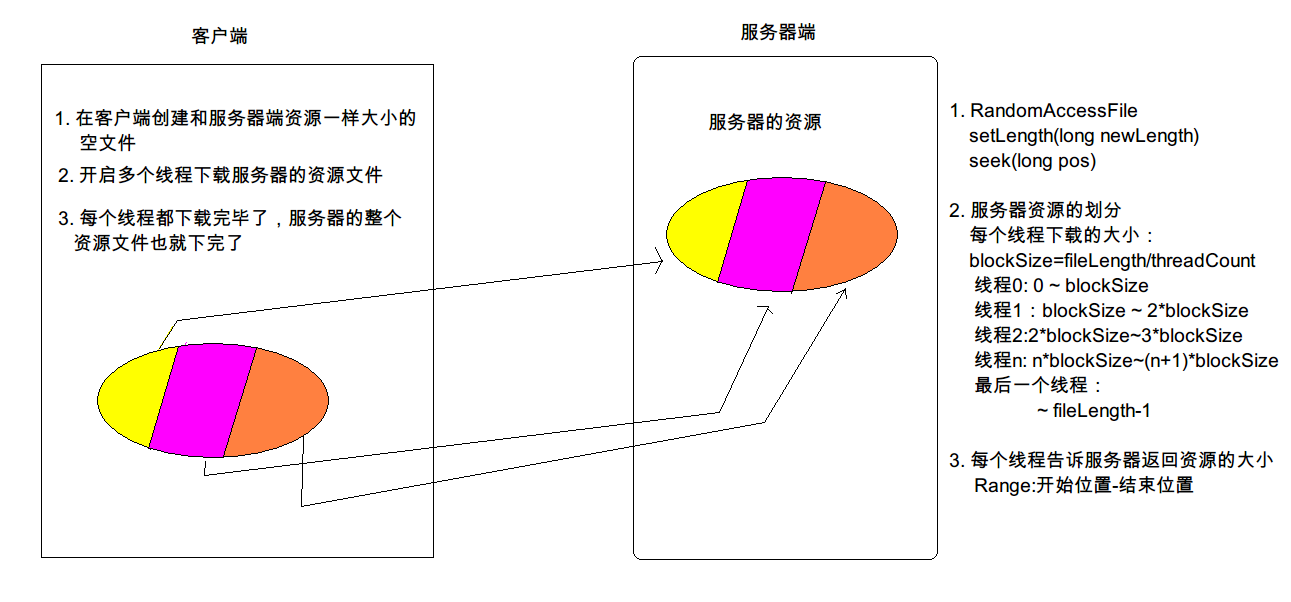 客户端
1. 在客户端创建和服务器端资源一样大小的
空文件
2. 开启多个线程下载服务器的资源文件
3. 每个线程都下载完毕了，服务器的整个
资源文件也就下完了
服务器端
服务器的资源
1. RandomAccessFile
setLength(long newLength)
seek(long pos)
2. 服务器资源的划分
每个线程下载的大小：
blockSize=fileLength/threadCount
线程0: 0 ~ blockSize
线程1：blockSize ~ 2*blockSize
线程2:2*blockSize~3*blockSize
线程n: n*blockSize~(n+1)*blockSize
最后一个线程：
~ fileLength-1
3. 每个线程告诉服务器返回资源的大小
Range:开始位置-结束位置